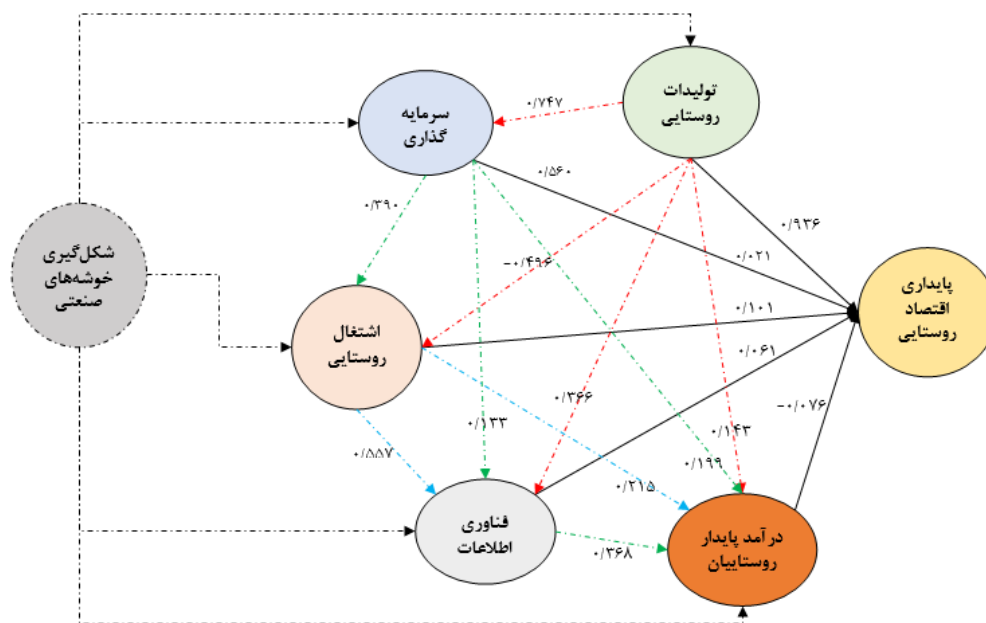 تولیدات
روستایی
سرمایه
گذاری
۰/۷۴۷
۰/۵۶۰
۰/۳۹۰
۰/۹۳۶
شکل‌گیری
خوشه‌های
صنعتی
-۰/۴۹۶
۰/۰۲۱
پایداری
اقتصاد
روستایی
اشتغال
روستایی
۰/۱۰۱
۰/۰۶۱
۰/۳۶۶
۰/۱۳۳
-۰/۰۷۶
۰/۱۴۳
۰/۵۵۷
۰/۱۹۹
۰/۲۱۵
فناوری
اطلاعات
درآمد پایدار
روستاییان
۰/۳۶۸